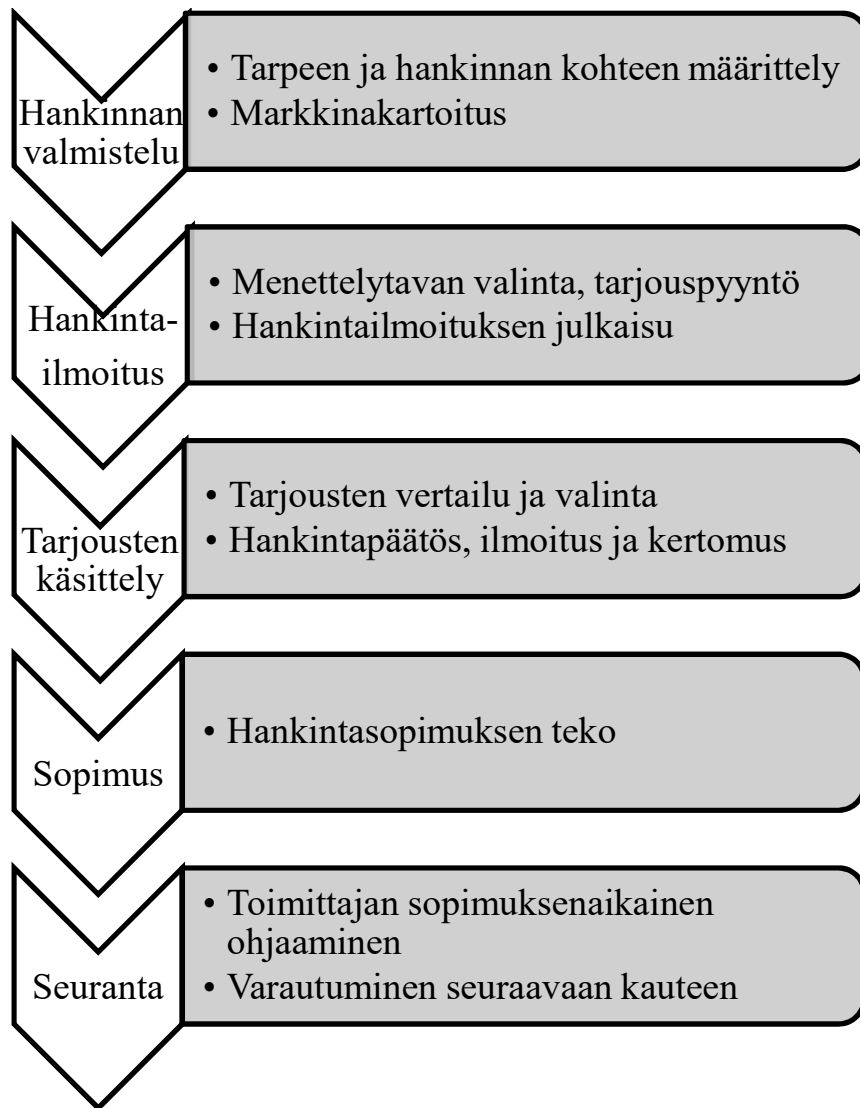 Hankinnan
valmistelu
• Tarpeen ja hankinnan kohteen määrittely
• Markkinakartoitus
Hankinta-
ilmoitus
• Menettelytavan valinta, tarjouspyyntö
• Hankintailmoituksen julkaisu
Tarjousten
käsittely
• Tarjousten vertailu ja valinta
• Hankintapäätös, ilmoitus ja kertomus
Sopimus
• Hankintasopimuksen teko
Seuranta
• Toimittajan sopimuksenaikainen
ohjaaminen
• Varautuminen seuraavaan kauteen